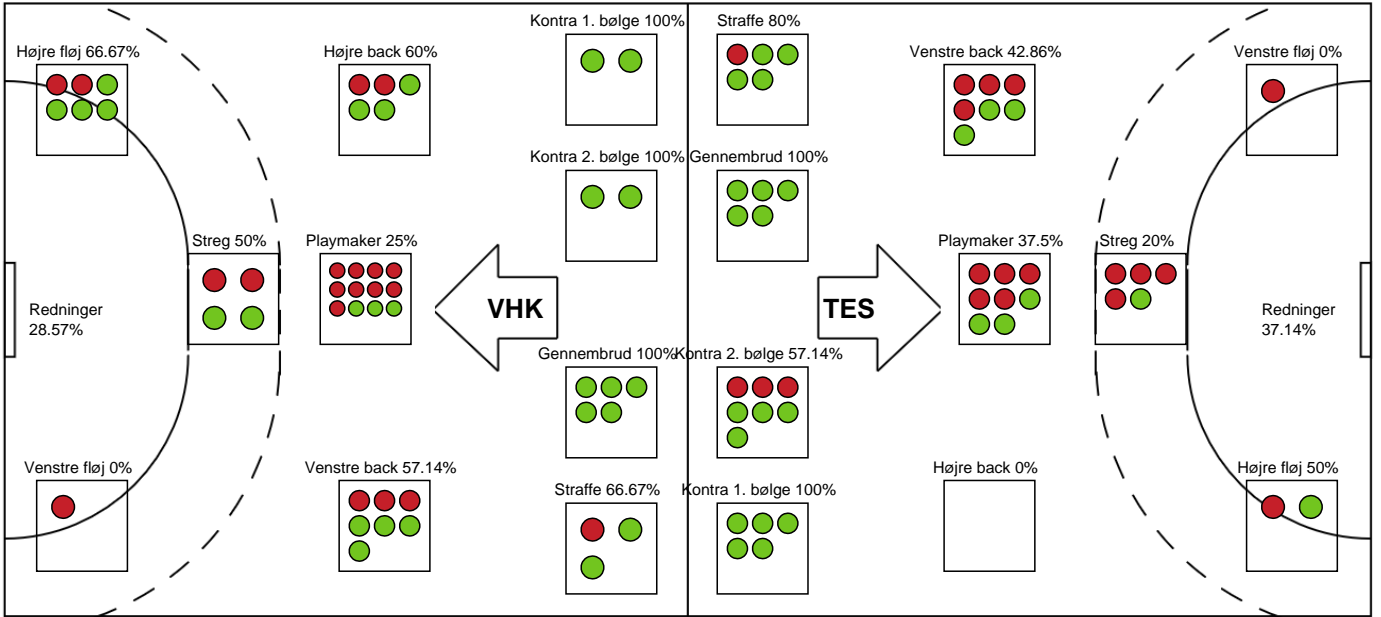 Kontra 1. bølge 100%
Straffe 80%
Højre fløj 66.67%
Højre back 60%
Venstre back 42.86%
Venstre fløj 0%
Kontra 2. bølge 100%
Gennembrud 100%
Streg 50%
Playmaker 25%
Playmaker 37.5%
Streg 20%
Redninger
28.57%
VHK
TES
Redninger
37.14%
Gennembrud 100%
Kontra 2. bølge 57.14%
Venstre fløj 0%
Venstre back 57.14%
Straffe 66.67%
Kontra 1. bølge 100%
Højre back 0%
Højre fløj 50%